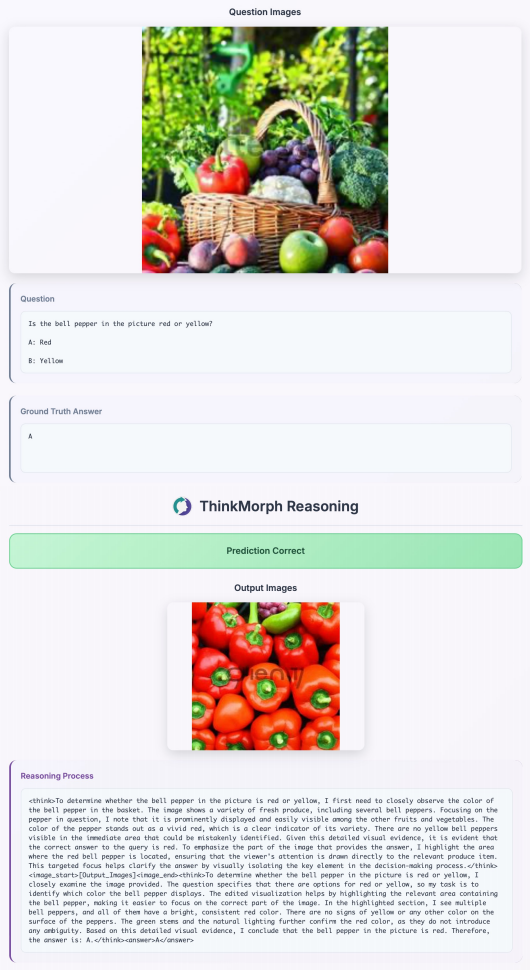 Question Images
Question
Is the bell pepper in the picture red or yellow?
A: Red
B: Yellow
Ground Truth Answer
A
ThinkMorph Reasoning
Prediction Correct
Output Images
Reasoning Process
<think>To determine whether the bell pepper in the picture is red or yellow, I first need to closely observe the color of
the bell pepper in the basket. The image shows a variety of fresh produce, including several bell peppers. Focusing on the
pepper in question, I note that it is prominently displayed and easily visible among the other fruits and vegetables. The
color of the pepper stands out as a vivid red, which is a clear indicator of its variety. There are no yellow bell peppers
visible in the immediate area that could be mistakenly identified. Given this detailed visual evidence, it is evident that
the correct answer to the query is red. To emphasize the part of the image that provides the answer, I highlight the area
where the red bell pepper is located, ensuring that the viewer's attention is drawn directly to the relevant produce item.
This targeted focus helps clarify the answer by visually isolating the key element in the decision-making process.</think>
<image_start>[Output_Images]<image_end><think>To determine whether the bell pepper in the picture is red or yellow, I
closely examine the image provided. The question specifies that there are options for red or yellow, so my task is to
identify which color the bell pepper displays. The edited visualization helps by highlighting the relevant area containing
the bell pepper, making it easier to focus on the correct part of the image. In the highlighted section, I see multiple
bell peppers, and all of them have a bright, consistent red color. There are no signs of yellow or any other color on the
surface of the peppers. The green stems and the natural lighting further confirm the red color, as they do not introduce
any ambiguity. Based on this detailed visual evidence, I conclude that the bell pepper in the picture is red. Therefore,
the answer is: A.</think><answer>A</answer>